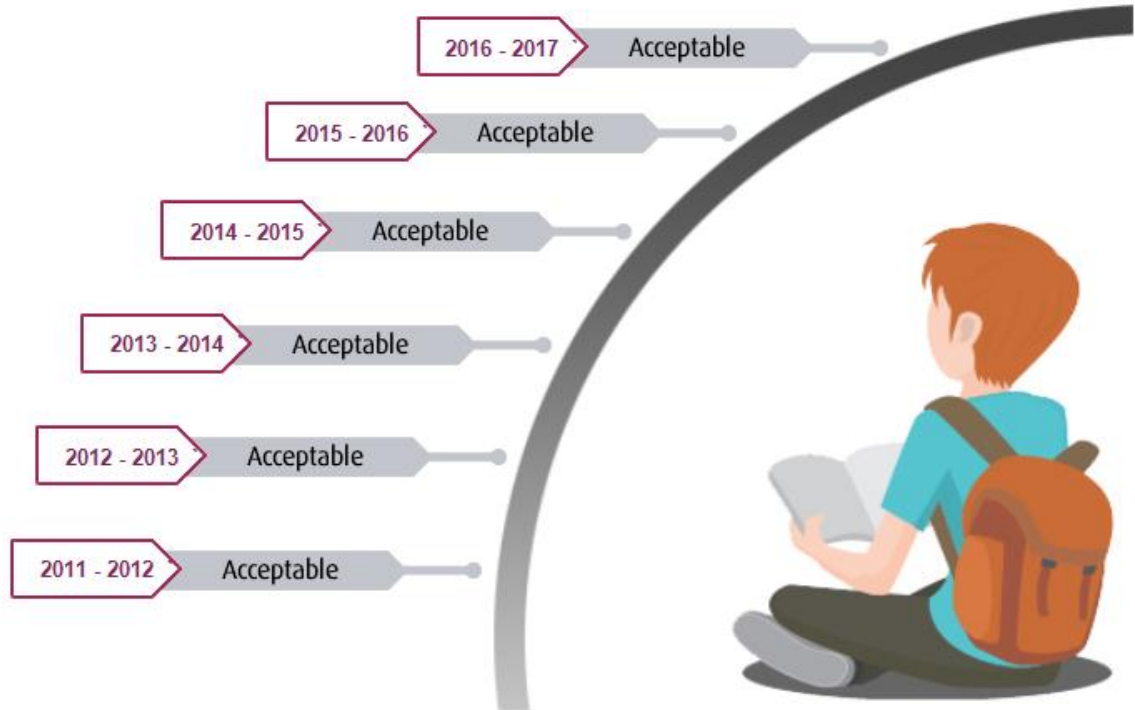 2016 - 2017 Acceptable
2015 - 2016 Acceptable
2014 - 2015 Acceptable
2013 - 2014 Acceptable
2012 - 2013 Acceptable
2011 - 2012 Acceptable